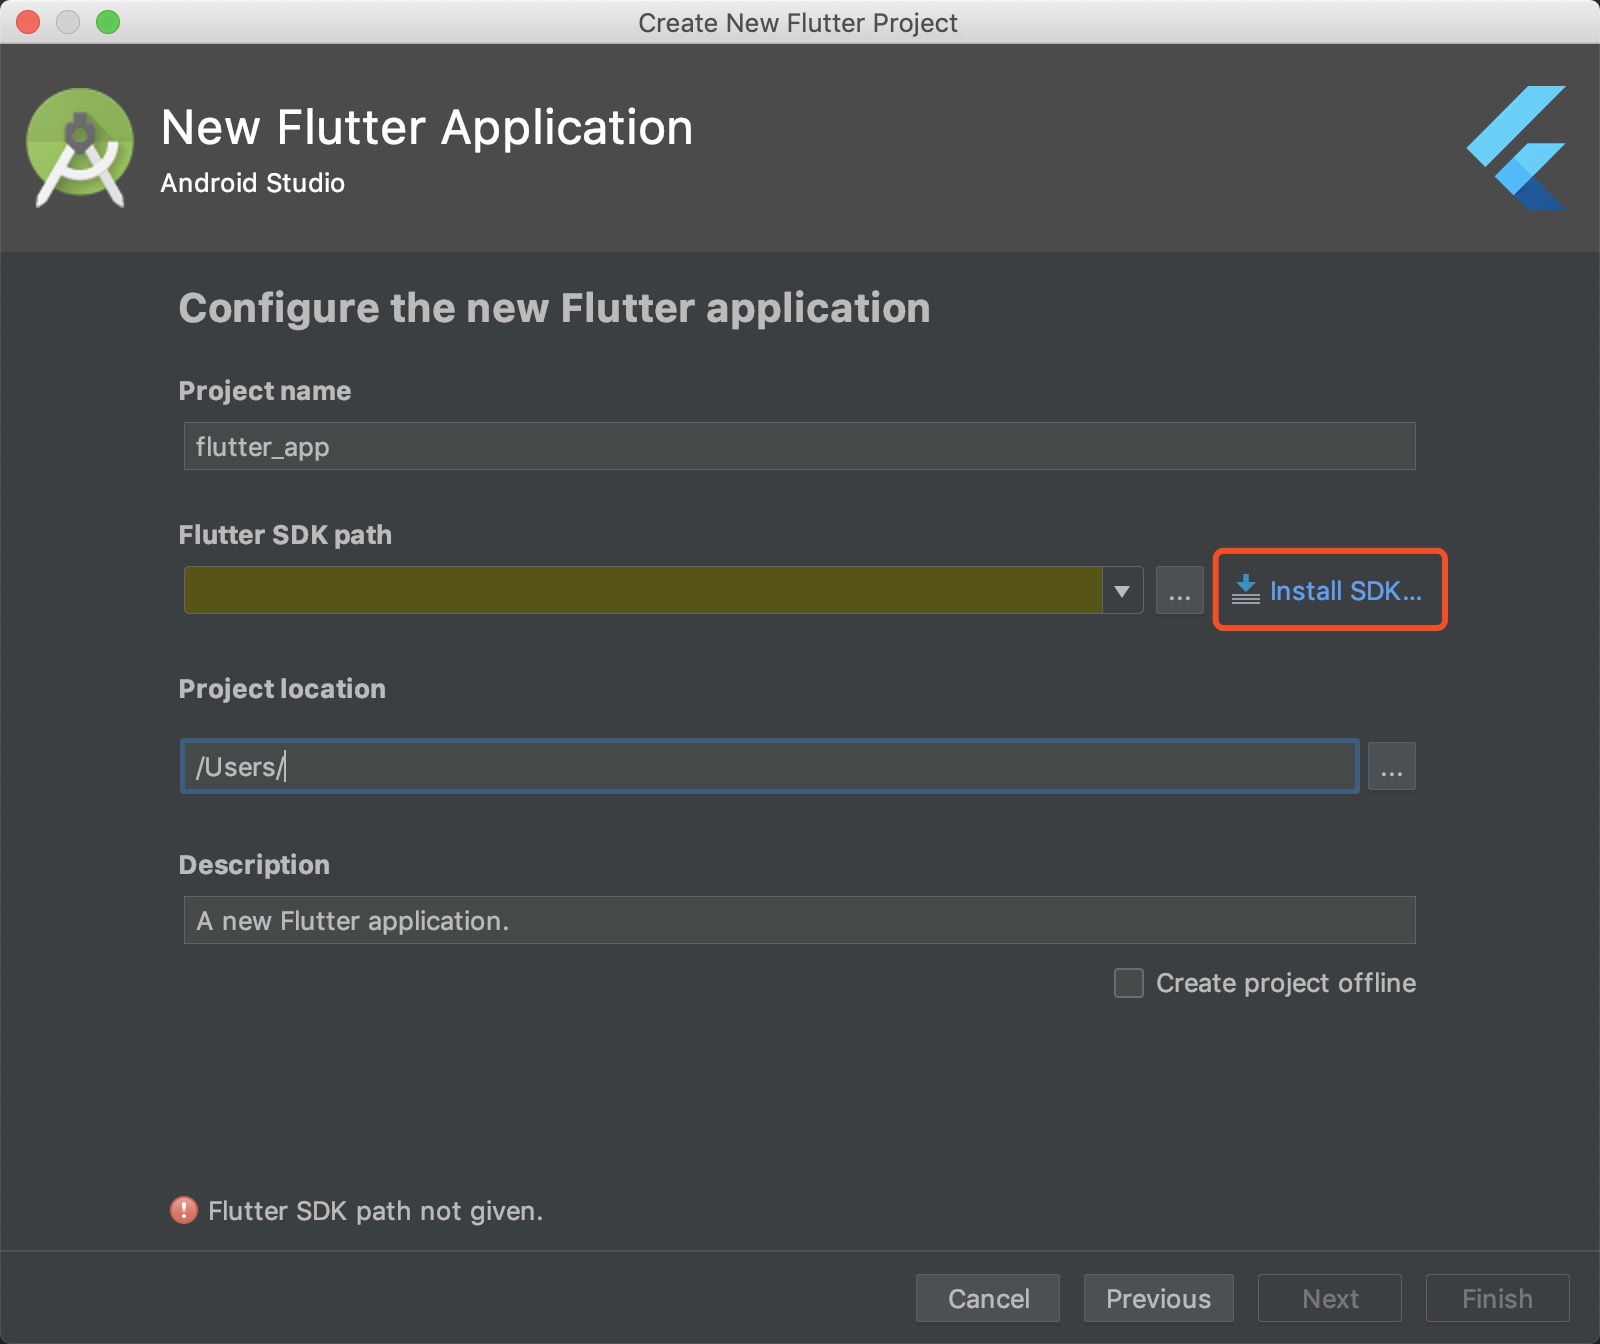 Create New Flutter Project
New Flutter Application
Android Studio
Configure the new Flutter application
Project name
flutter_app
Flutter SDK path
... Install SDK...
Project location
/Users/
...
Description
A new Flutter application.
Create project offline
Flutter SDK path not given.
Cancel Previous Next Finish